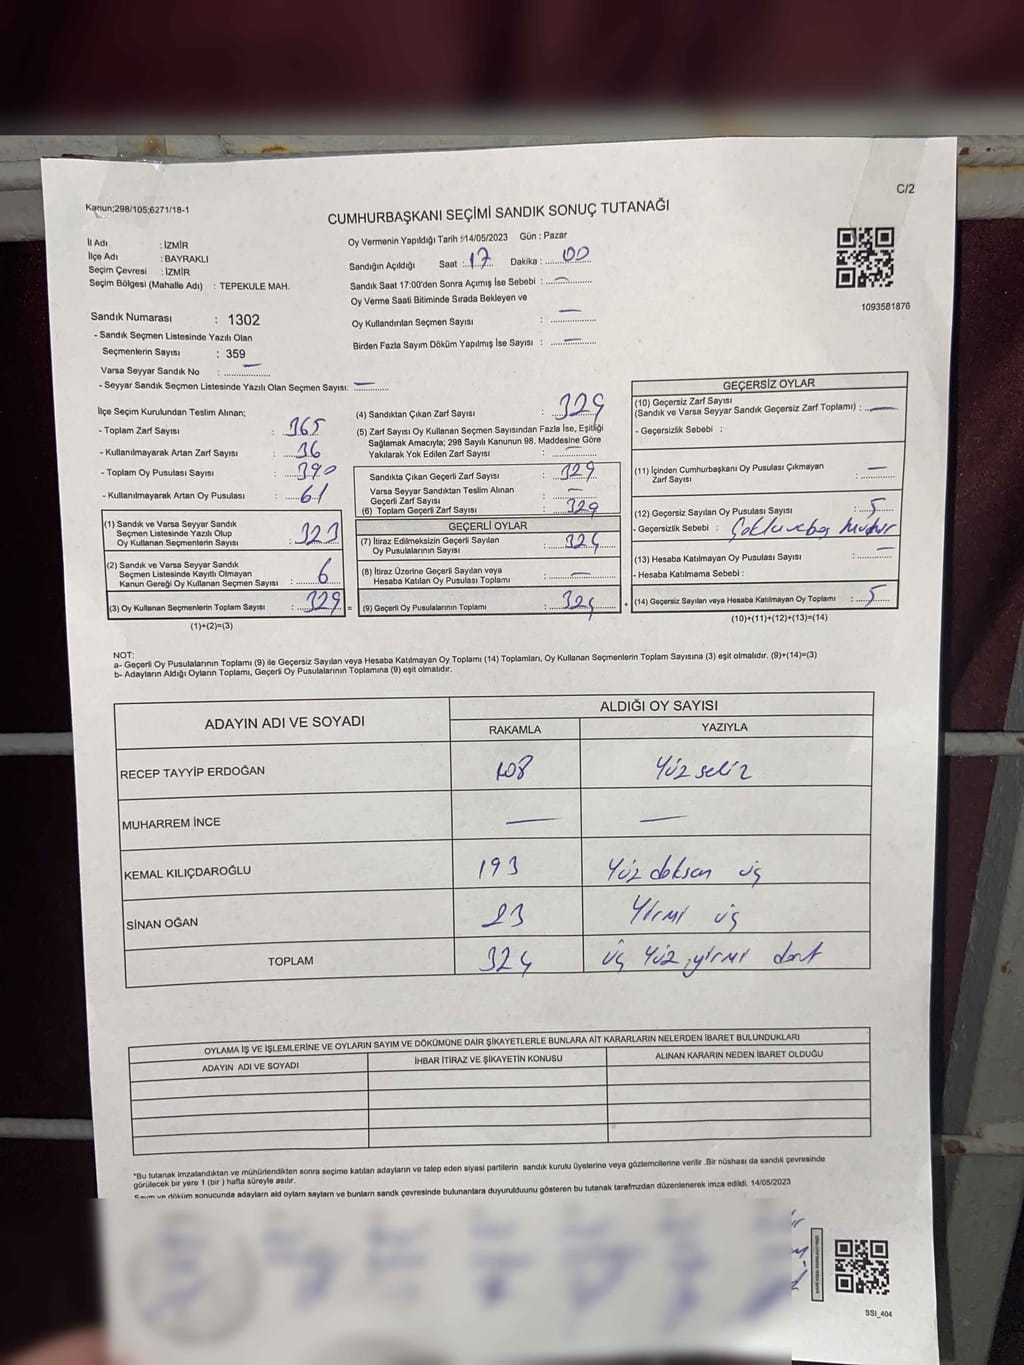 C/2
Kanun;298/105;6271/18-1
CUMHURBAŞKANI SEÇİMİ SANDIK SONUÇ TUTANAĞI
İl Adı : İZMİR
İlçe Adı : BAYRAKLI
Seçim Çevresi : İZMİR
Seçim Bölgesi (Mahalle Adı) : TEPEKULE MAH.
Sandık Numarası : 1302
- Sandık Seçmen Listesinde Yazılı Olan
Seçmenlerin Sayısı : 359
Varsa Seyyar Sandık No : —
- Seyyar Sandık Seçmen Listesinde Yazılı Olan Seçmen Sayısı: —
Oy Vermenin Yapıldığı Tarih :14/05/2023 Gün : Pazar
Sandığın Açıldığı Saat : 17 Dakika : 00
Sandık Saat 17:00'den Sonra Açımış İse Sebebi : —
Oy Verme Saati Bitiminde Sırada Bekleyen ve
Oy Kullandırılan Seçmen Sayısı : —
Birden Fazla Sayım Döküm Yapılmış İse Sayısı : —
1093581876
İlçe Seçim Kurulundan Teslim Alınan;
- Toplam Zarf Sayısı : 365
- Kullanılmayarak Artan Zarf Sayısı : 36
- Toplam Oy Pusulası Sayısı : 390
- Kullanılmayarak Artan Oy Pusulası : 61
(1) Sandık ve Varsa Seyyar Sandık
Seçmen Listesinde Yazılı Olup
Oy Kullanan Seçmenlerin Sayısı : 323
(2) Sandık ve Varsa Seyyar Sandık
Seçmen Listesinde Kayıtlı Olmayan
Kanun Gereği Oy Kullanan Seçmen Sayısı : 6
(3) Oy Kullanan Seçmenlerin Toplam Sayısı : 329 =
(1)+(2)=(3)
(4) Sandıktan Çıkan Zarf Sayısı : 329
(5) Zarf Sayısı Oy Kullanan Seçmen Sayısından Fazla İse, Eşitliği
Sağlamak Amacıyla; 298 Sayılı Kanunun 98. Maddesine Göre
Yakılarak Yok Edilen Zarf Sayısı : —
Sandıkta Çıkan Geçerli Zarf Sayısı : 329
Varsa Seyyar Sandıktan Teslim Alınan
Geçerli Zarf Sayısı : —
(6) Toplam Geçerli Zarf Sayısı : 329
GEÇERLİ OYLAR
(7) İtiraz Edilmeksizin Geçerli Sayılan
Oy Pusulalarının Sayısı : 324
(8) İtiraz Üzerine Geçerli Sayılan veya
Hesaba Katılan Oy Pusulası Toplamı : —
(9) Geçerli Oy Pusulalarının Toplamı : 324 +
GEÇERSİZ OYLAR
(10) Geçersiz Zarf Sayısı
(Sandık ve Varsa Seyyar Sandık Geçersiz Zarf Toplamı) : —
- Geçersizlik Sebebi :
(11) İçinden Cumhurbaşkanı Oy Pusulası Çıkmayan
Zarf Sayısı : —
(12) Geçersiz Sayılan Oy Pusulası Sayısı : 5
- Geçersizlik Sebebi :
(13) Hesaba Katılmayan Oy Pusulası Sayısı : —
- Hesaba Katılmama Sebebi :
(14) Geçersiz Sayılan veya Hesaba Katılmayan Oy Toplamı : 5
(10)+(11)+(12)+(13)=(14)
NOT:
a- Geçerli Oy Pusulalarının Toplamı (9) ile Geçersiz Sayılan veya Hesaba Katılmayan Oy Toplamı (14) Toplamları, Oy Kullanan Seçmenlerin Toplam Sayısına (3) eşit olmalıdır. (9)+(14)=(3)
b- Adayların Aldığı Oyların Toplamı, Geçerli Oy Pusulalarının Toplamına (9) eşit olmalıdır.
ADAYIN ADI VE SOYADI ALDIĞI OY SAYISI
RAKAMLA YAZIYLA
RECEP TAYYİP ERDOĞAN 108 Yüz sekiz
MUHARREM İNCE — —
KEMAL KILIÇDAROĞLU 193 Yüz doksan üç
SİNAN OĞAN 23 Yirmi üç
TOPLAM 324 üç yüz yirmi dört
OYLAMA İŞ VE İŞLEMLERİNE VE OYLARIN SAYIM VE DÖKÜMÜNE DAİR ŞİKAYETLERLE BUNLARA AİT KARARLARIN NELERDEN İBARET BULUNDUKLARI
ADAYIN ADI VE SOYADI İHBAR İTİRAZ VE ŞİKAYETİN KONUSU ALINAN KARARIN NEDEN İBARET OLDUĞU
*Bu tutanak imzalandıktan ve mühürlendikten sonra seçime katılan adayların ve talep eden siyasi partilerin sandık kurulu üyelerine veya gözlemcilerine verilir .Bir nüshası da sandık çevresinde
görülecek bir yere 1 (bir ) hafta süreyle asılır.
Sayım ve döküm sonucunda adayların ald oyların sayların ve bunların sandk çevresinde bulunanlara duyurulduunu gösteren bu tutanak tarafmzdan düzenlenerek imza edildi. 14/05/2023
SSI_404